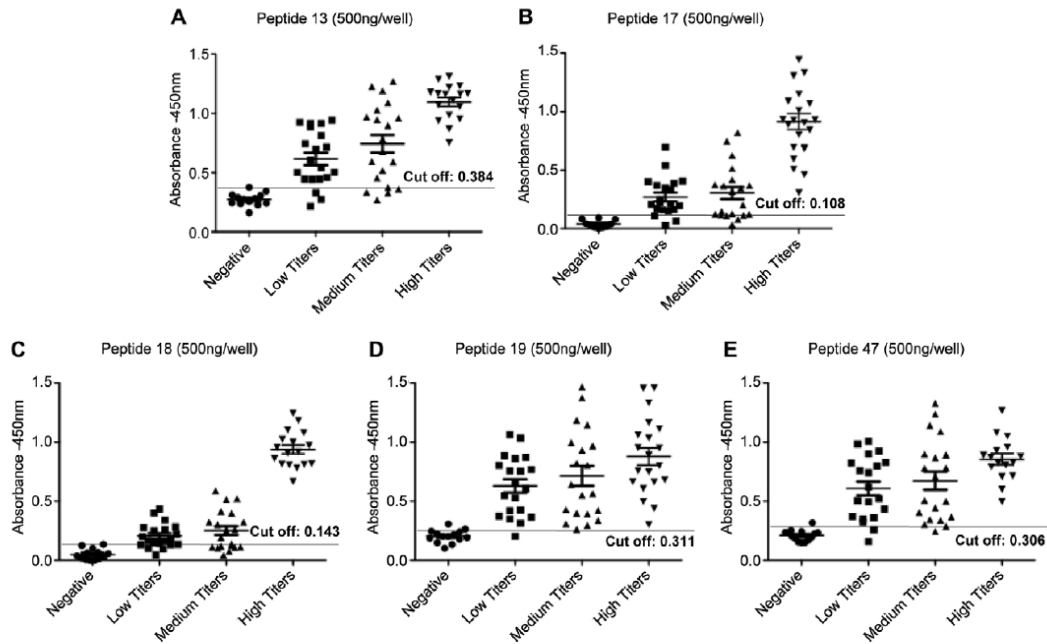 A
Peptide 13 (500ng/well)
Absorbance -450nm
1.5
1.0
0.5
0.0
Cut off: 0.384
Negative
Low Titers
Medium Titers
High Titers
B
Peptide 17 (500ng/well)
Absorbance -450nm
1.5
1.0
0.5
0.0
Cut off: 0.108
Negative
Low Titers
Medium Titers
High Titers
C
Peptide 18 (500ng/well)
Absorbance -450nm
1.5
1.0
0.5
0.0
Cut off: 0.143
Negative
Low Titers
Medium Titers
High Titers
D
Peptide 19 (500ng/well)
Absorbance -450nm
1.5
1.0
0.5
0.0
Cut off: 0.311
Negative
Low Titers
Medium Titers
High Titers
E
Peptide 47 (500ng/well)
Absorbance -450nm
1.5
1.0
0.5
0.0
Cut off: 0.306
Negative
Low Titers
Medium Titers
High Titers